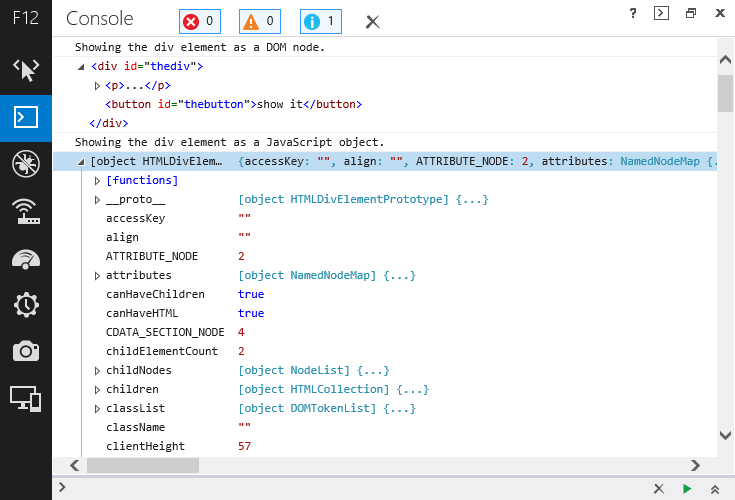 F12 Console 0 0 1 ?
Showing the div element as a DOM node.
<div id="thediv">
<p>...</p>
<button id="thebutton">show it</button>
</div>
Showing the div element as a JavaScript object.
[object HTMLDivElem... {accessKey: "", align: "", ATTRIBUTE_NODE: 2, attributes: NamedNodeMap {.
[functions]
__proto__ [object HTMLDivElementPrototype] {...}
accessKey ""
align ""
ATTRIBUTE_NODE 2
attributes [object NamedNodeMap] {...}
canHaveChildren true
canHaveHTML true
CDATA_SECTION_NODE 4
childElementCount 2
childNodes [object NodeList] {...}
children [object HTMLCollection] {...}
classList [object DOMTokenList] {...}
className ""
clientHeight 57